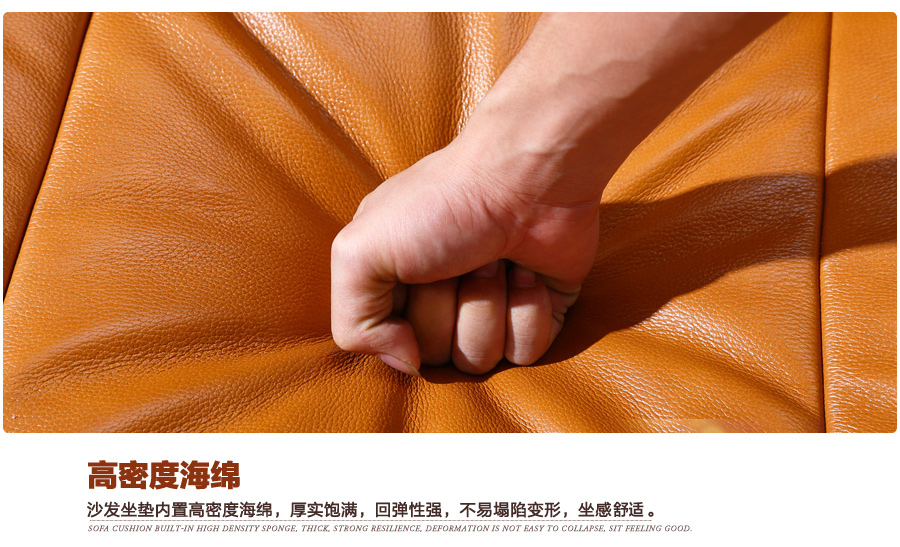 高密度海绵
沙发坐垫内置高密度海绵，厚实饱满，回弹性强，不易塌陷变形，坐感舒适。
SOFA CUSHION BUILT-IN HIGH DENSITY SPONGE, THICK, STRONG RESILIENCE, DEFORMATION IS NOT EASY TO COLLAPSE, SIT FEELING GOOD.